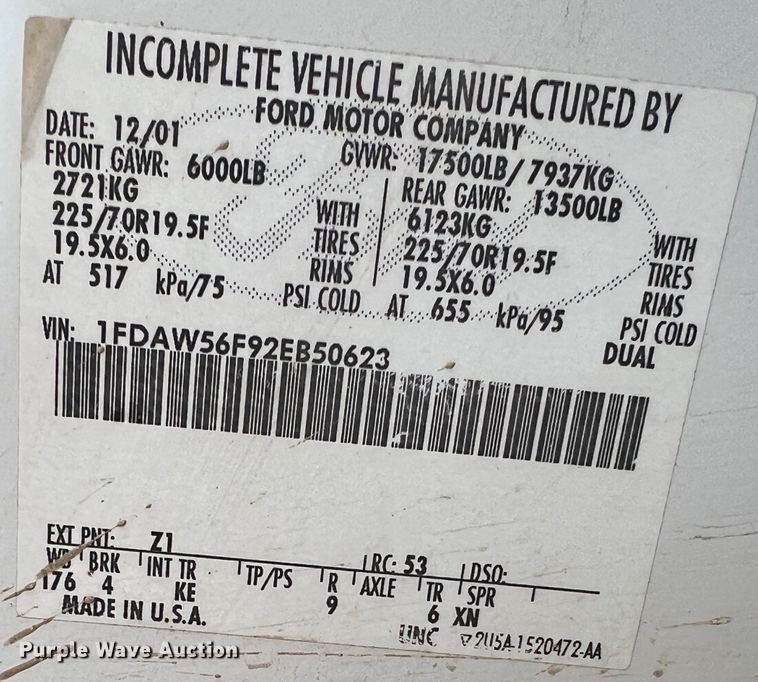 INCOMPLETE VEHICLE MANUFACTURED BY
FORD MOTOR COMPANY
DATE: 12/01 GVWR: 17500LB/ 7937KG
FRONT GAWR: 6000LB REAR GAWR: 13500LB
2721KG WITH 6123KG WITH
225/70R19.5F TIRES 225/70R19.5F TIRES
19.5X6.0 RIMS 19.5X6.0 RIMS
AT 517 kPa/75 PSI COLD AT 655 kPa/95 PSI COLD
DUAL
VIN: 1FDAW56F92EB50623
EXT PNT: Z1 RC: 53 DSO:
WB BRK INT TR TP/PS R AXLE TR SPR
176 4 KE 9 6 XN
MADE IN U.S.A. UNC 2U5A-1520472-AA
Purple Wave Auction